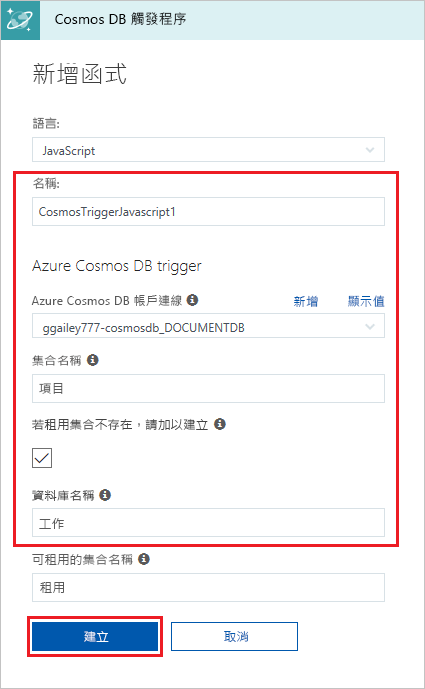 Cosmos DB 觸發程序
新增函式
語言:
JavaScript
名稱:
CosmosTriggerJavascript1
Azure Cosmos DB trigger
Azure Cosmos DB 帳戶連線 新增 顯示值
ggailey777-cosmosdb_DOCUMENTDB
集合名稱
項目
若租用集合不存在，請加以建立
資料庫名稱
工作
可租用的集合名稱
租用
建立 取消